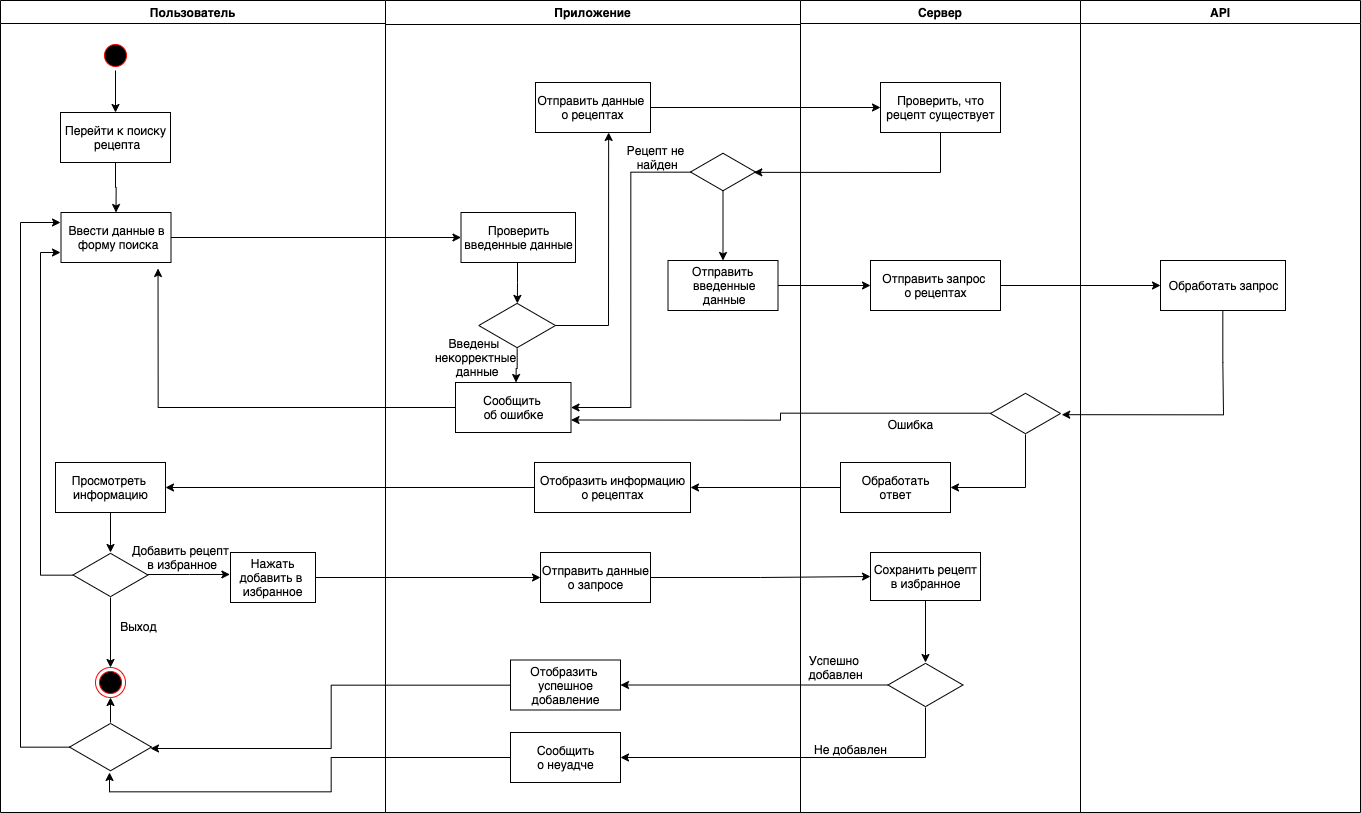 Пользователь
Приложение
Сервер
API
Отправить данные
о рецептах
Проверить, что
рецепт существует
Перейти к поиску
рецепта
Рецепт не
найден
Ввести данные в
форму поиска
Проверить
введенные данные
Отправить
введенные
данные
Отправить запрос
о рецептах
Обработать запрос
Введены
некорректные
данные
Сообщить
об ошибке
Ошибка
Просмотреть
информацию
Отобразить информацию
о рецептах
Обработать
ответ
Добавить рецепт
в избранное
Нажать
добавить в
избранное
Отправить данные
о запросе
Сохранить рецепт
в избранное
Выход
Отобразить
успешное
добавление
Успешно
добавлен
Сообщить
о неуадче
Не добавлен